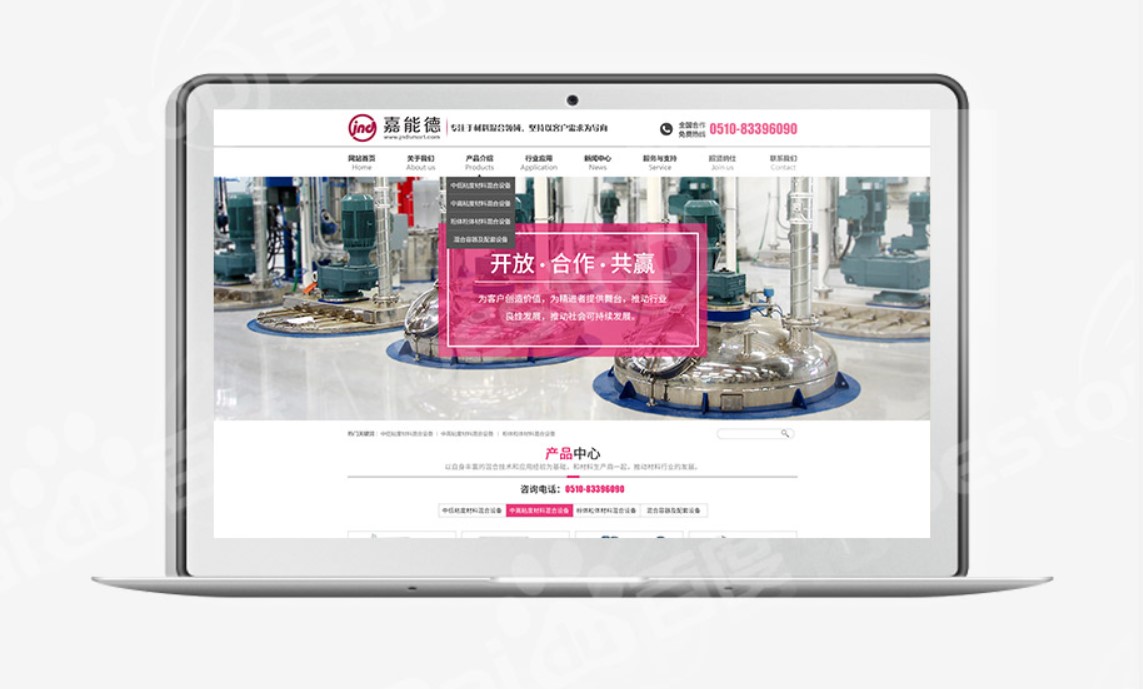 jnd
嘉能德
专注于材料混合领域，坚持以客户需求为导向
全国合作
免费热线
0510-83396090
网站首页 关于我们 产品介绍 行业应用 新闻中心 服务与支持 招贤纳仕 联系我们
Home About us Products Application News Service Join us Contact
中低粘度材料混合设备
中高粘度材料混合设备
粉体粒体材料混合设备
混合容器及配套设备
开放·合作·共赢
为客户创造价值，为精进者提供舞台，推动行业
良性发展，推动社会可持续发展。
热门关键词：中低粘度材料混合设备 | 中高粘度材料混合设备 | 粉体粒体材料混合设备
产品中心
以自身丰富的混合技术和应用经验为基础，和材料生产商一起，推动材料行业的发展。
咨询电话：0510-83396090
中低粘度材料混合设备 中高粘度材料混合设备 粉体粒体材料混合设备 混合容器及配套设备